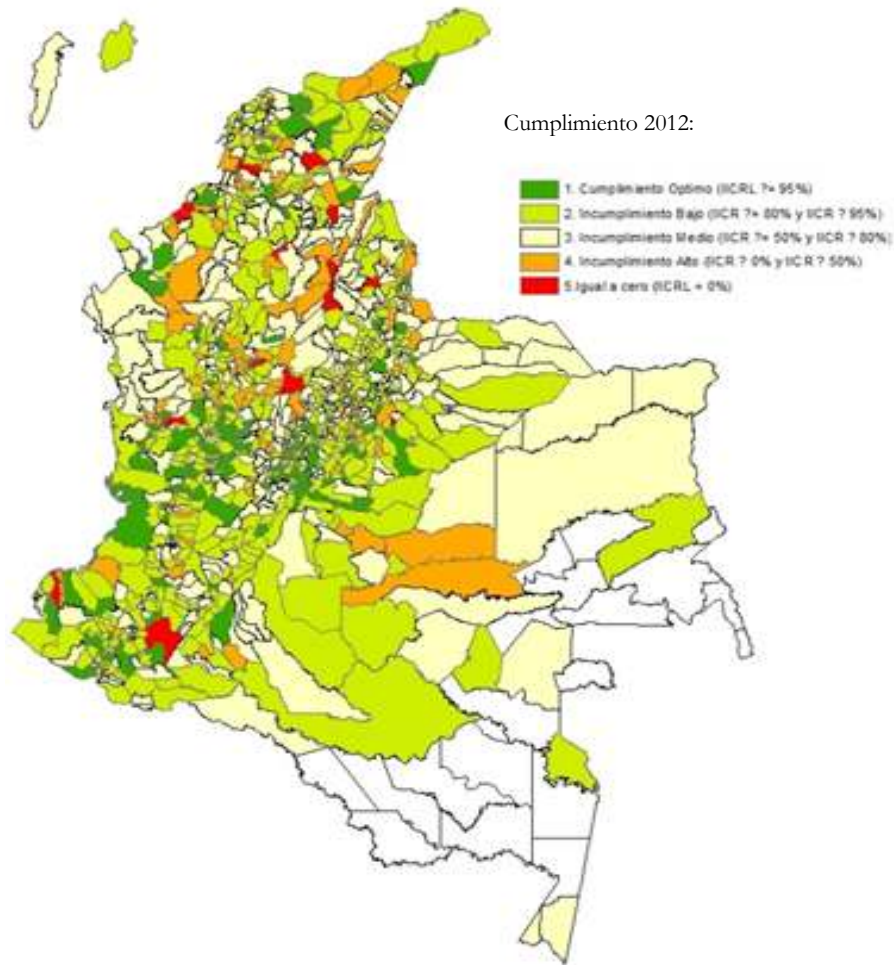 Cumplimiento 2012:
1. Cumplimiento Optimo (IICRL ?= 95%)
2. Incumplimiento Bajo (IICR ?= 80% y IICR ? 95%)
3. Incumplimiento Medio (IICR ?= 50% y IICR ? 80%)
4. Incumplimiento Alto (IICR ? 0% y IICR ? 50%)
5.Igual a cero (IICRL = 0%)